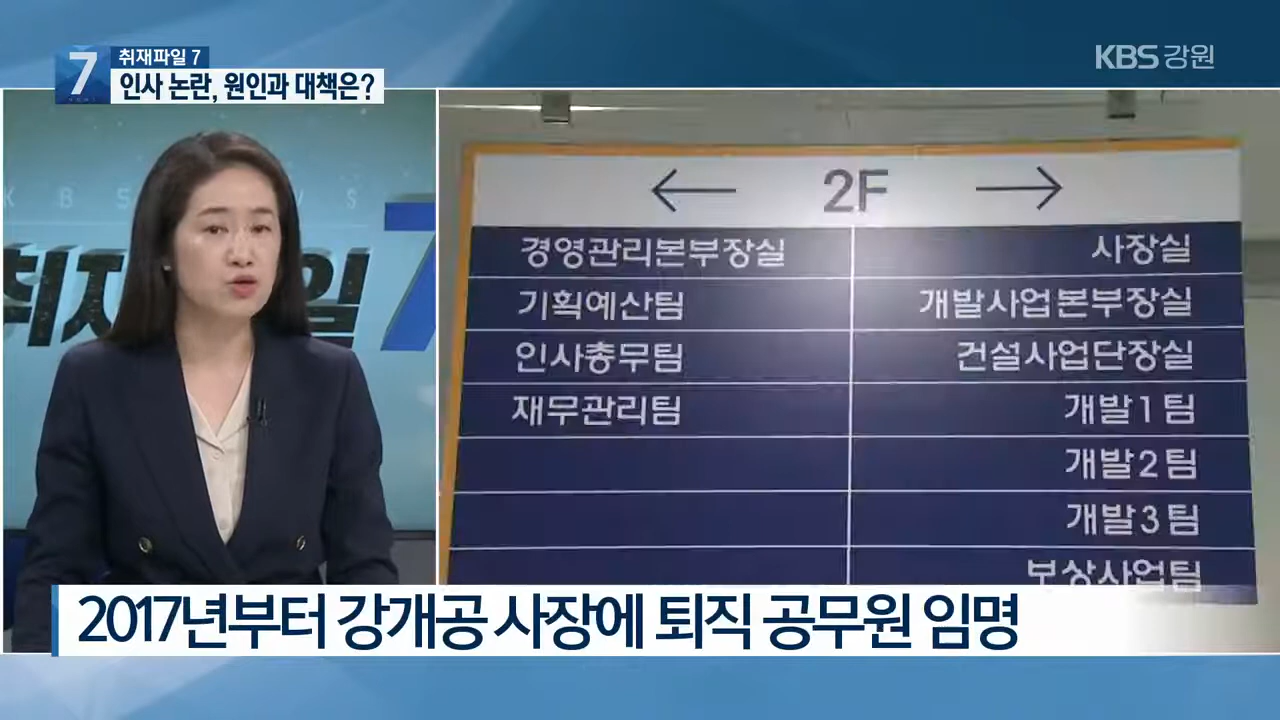 취재파일 7
7
인사 논란, 원인과 대책은?
KBS 강원
K B S
W S
취재
일 7
← 2F →
경영관리본부장실 사장실
기획예산팀 개발사업본부장실
인사총무팀 건설사업단장실
재무관리팀 개발1팀
개발2팀
개발3팀
보상사업팀
2017년부터 강개공 사장에 퇴직 공무원 임명